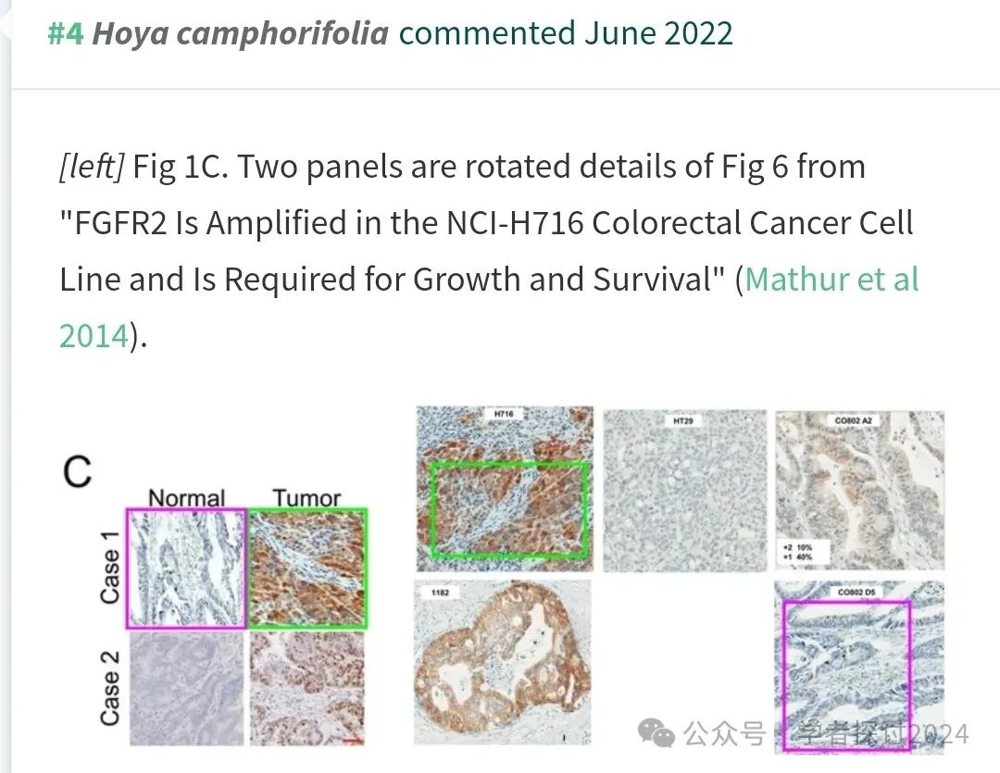 #4 Hoya camphorifolia commented June 2022
[left] Fig 1C. Two panels are rotated details of Fig 6 from
"FGFR2 Is Amplified in the NCI-H716 Colorectal Cancer Cell
Line and Is Required for Growth and Survival" (Mathur et al
2014).
C
Normal Tumor
Case 1
Case 2
H716
HT29
CO802 A2
+2 10%
+1 40%
1182
CO802 D5
公众号 · 学者探讨2024